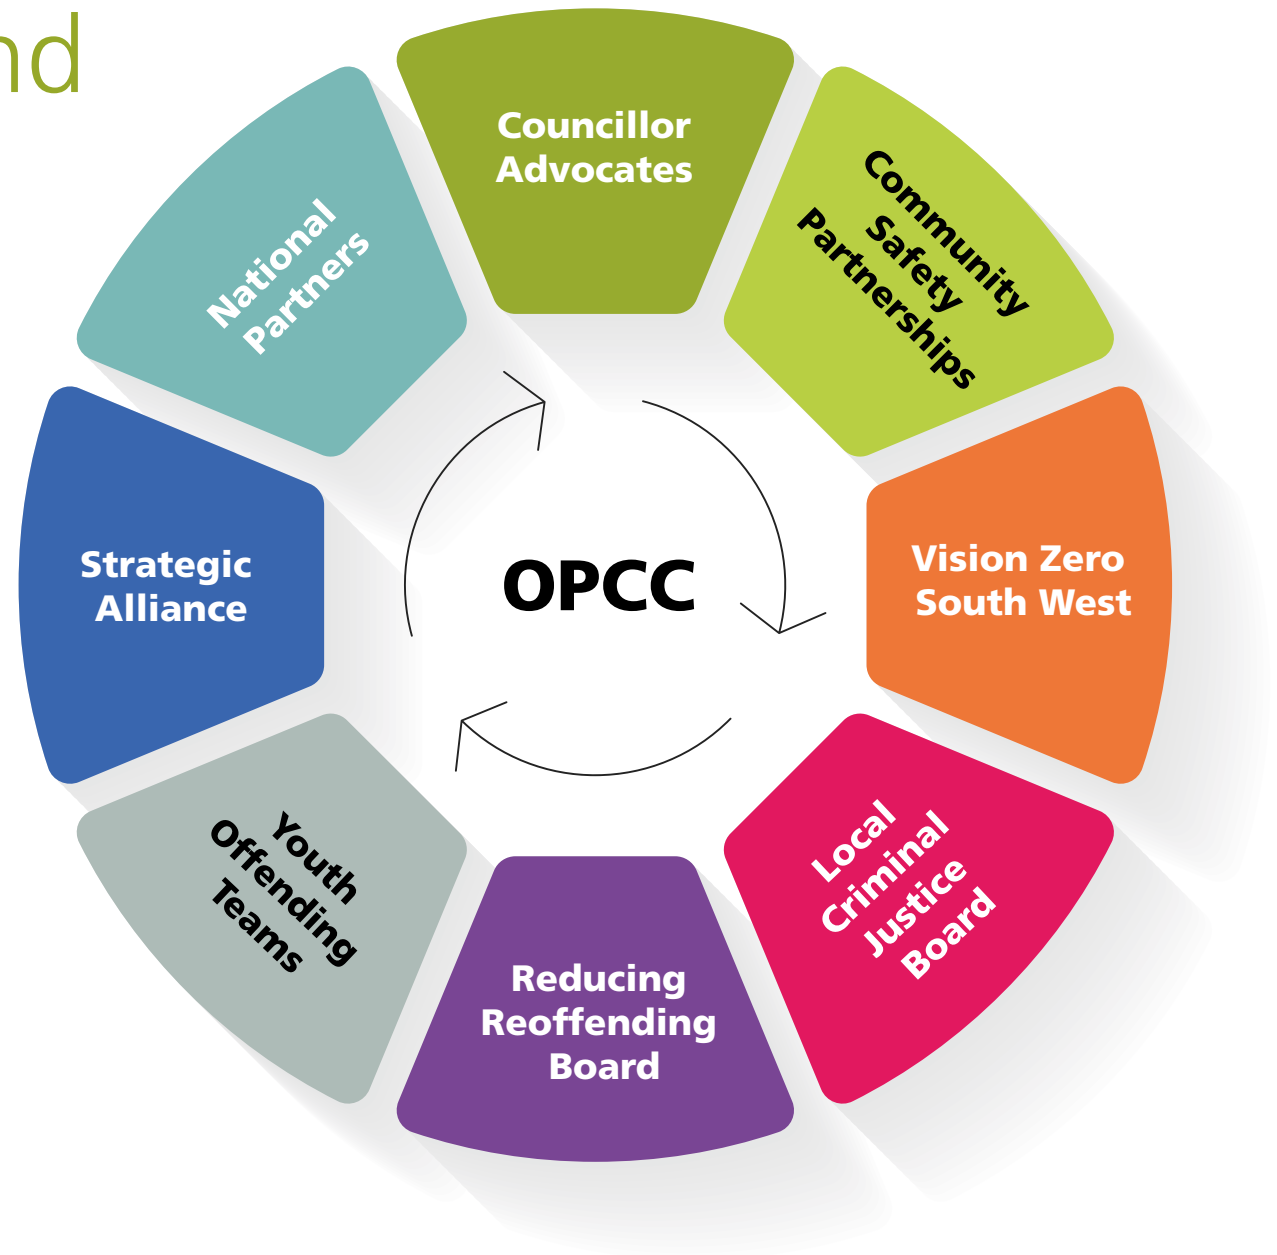 nd
Councillor
Advocates
Community
Safety
Partnerships
Vision Zero
South West
Local
Criminal
Justice
Board
Reducing
Reoffending
Board
Youth
Offending
Teams
Strategic
Alliance
National
Partners
OPCC